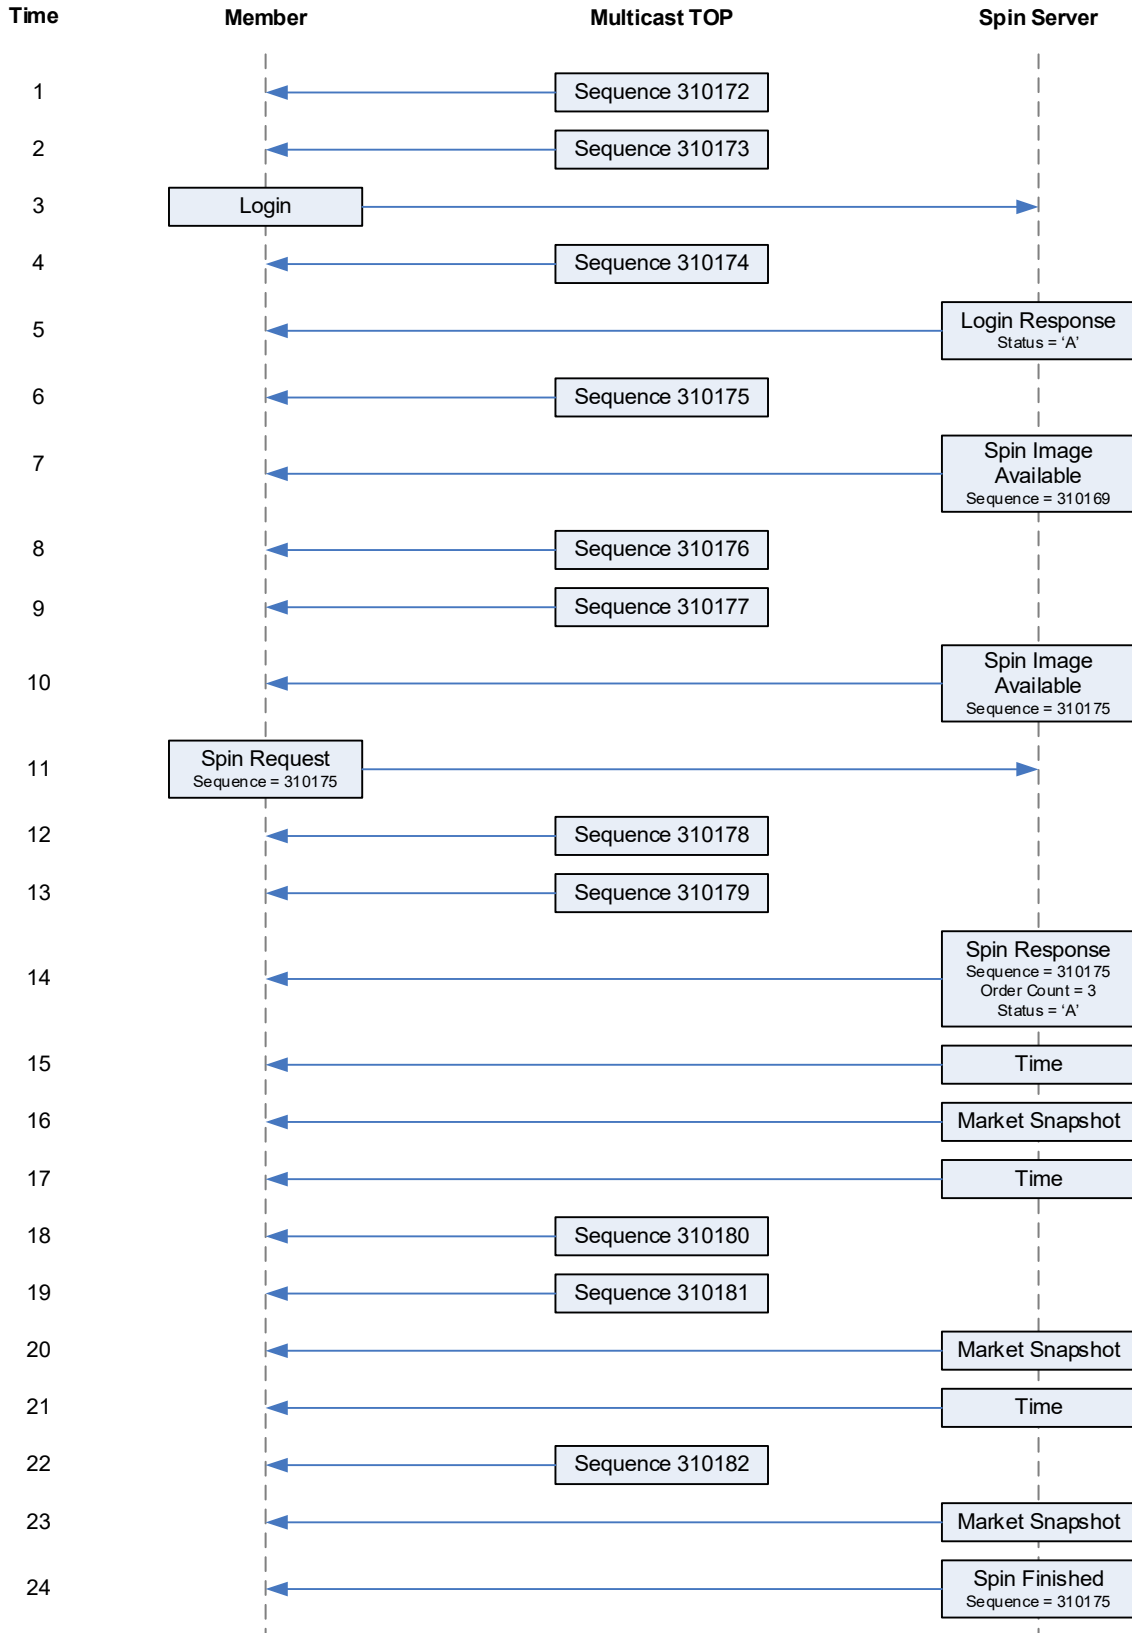 Time Member Multicast TOP Spin Server
1 Sequence 310172
2 Sequence 310173
3 Login
4 Sequence 310174
5 Login Response
Status = ‘A’
6 Sequence 310175
7 Spin Image
Available
Sequence = 310169
8 Sequence 310176
9 Sequence 310177
10 Spin Image
Available
Sequence = 310175
11 Spin Request
Sequence = 310175
12 Sequence 310178
13 Sequence 310179
14 Spin Response
Sequence = 310175
Order Count = 3
Status = ‘A’
15 Time
16 Market Snapshot
17 Time
18 Sequence 310180
19 Sequence 310181
20 Market Snapshot
21 Time
22 Sequence 310182
23 Market Snapshot
24 Spin Finished
Sequence = 310175